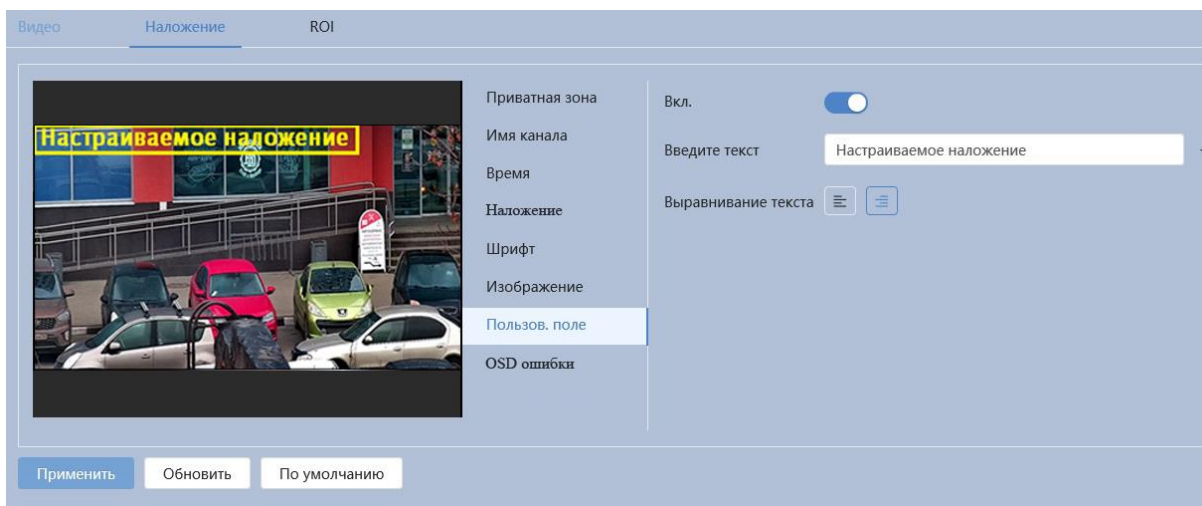 Видео Наложение ROI
Настраиваемое наложение
Приватная зона
Имя канала
Время
Наложение
Шрифт
Изображение
Пользов. поле
OSD ошибки
Вкл.
Введите текст Настраиваемое наложение
Выравнивание текста
Применить Обновить По умолчанию